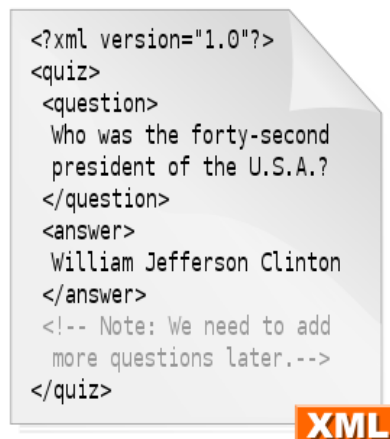 <?xml version="1.0"?>
<quiz>
<question>
Who was the forty-second
president of the U.S.A.?
</question>
<answer>
William Jefferson Clinton
</answer>
<!-- Note: We need to add
more questions later.-->
</quiz>
XML